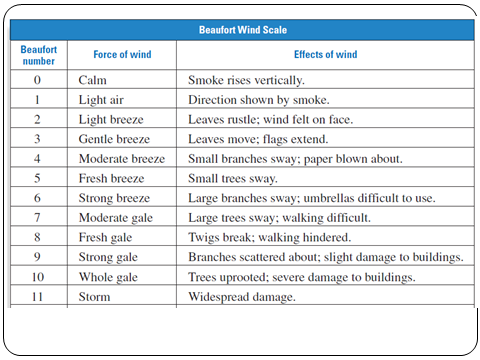 Beaufort Wind Scale
Beaufort number Force of wind Effects of wind
0 Calm Smoke rises vertically.
1 Light air Direction shown by smoke.
2 Light breeze Leaves rustle; wind felt on face.
3 Gentle breeze Leaves move; flags extend.
4 Moderate breeze Small branches sway; paper blown about.
5 Fresh breeze Small trees sway.
6 Strong breeze Large branches sway; umbrellas difficult to use.
7 Moderate gale Large trees sway; walking difficult.
8 Fresh gale Twigs break; walking hindered.
9 Strong gale Branches scattered about; slight damage to buildings.
10 Whole gale Trees uprooted; severe damage to buildings.
11 Storm Widespread damage.